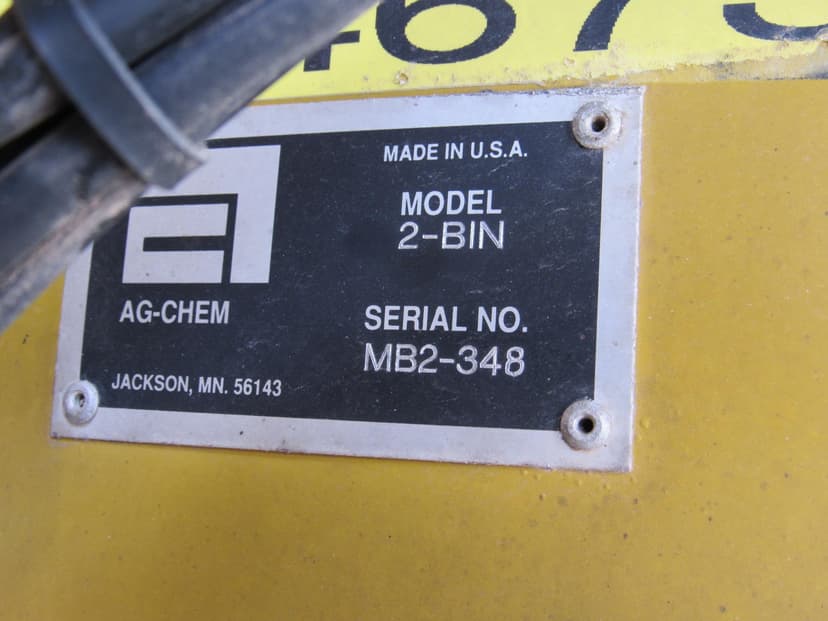 MADE IN U.S.A.
MODEL
2-BIN
AG-CHEM
SERIAL NO.
MB2-348
JACKSON, MN. 56143